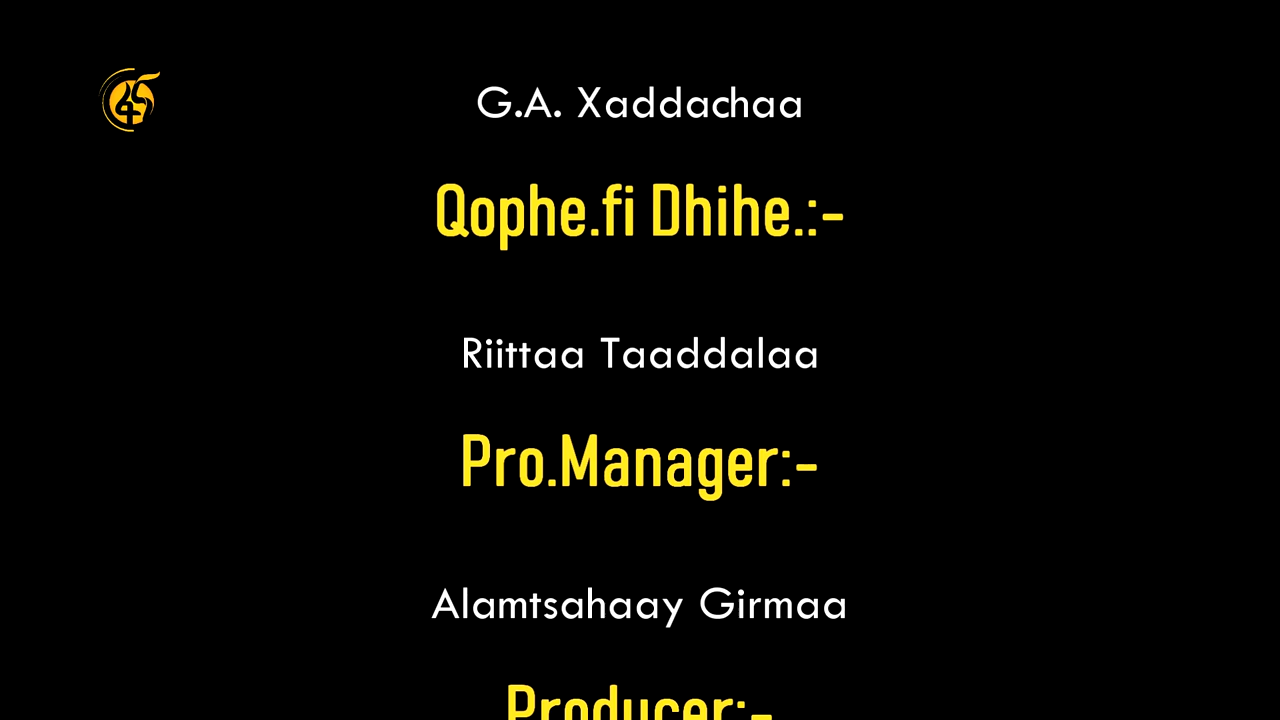 G.A. Xaddachaa
Qophe.fi Dhihe.:-
Riittaa Taaddalaa
Pro.Manager:-
Alamtsahaay Girmaa
Producer:-